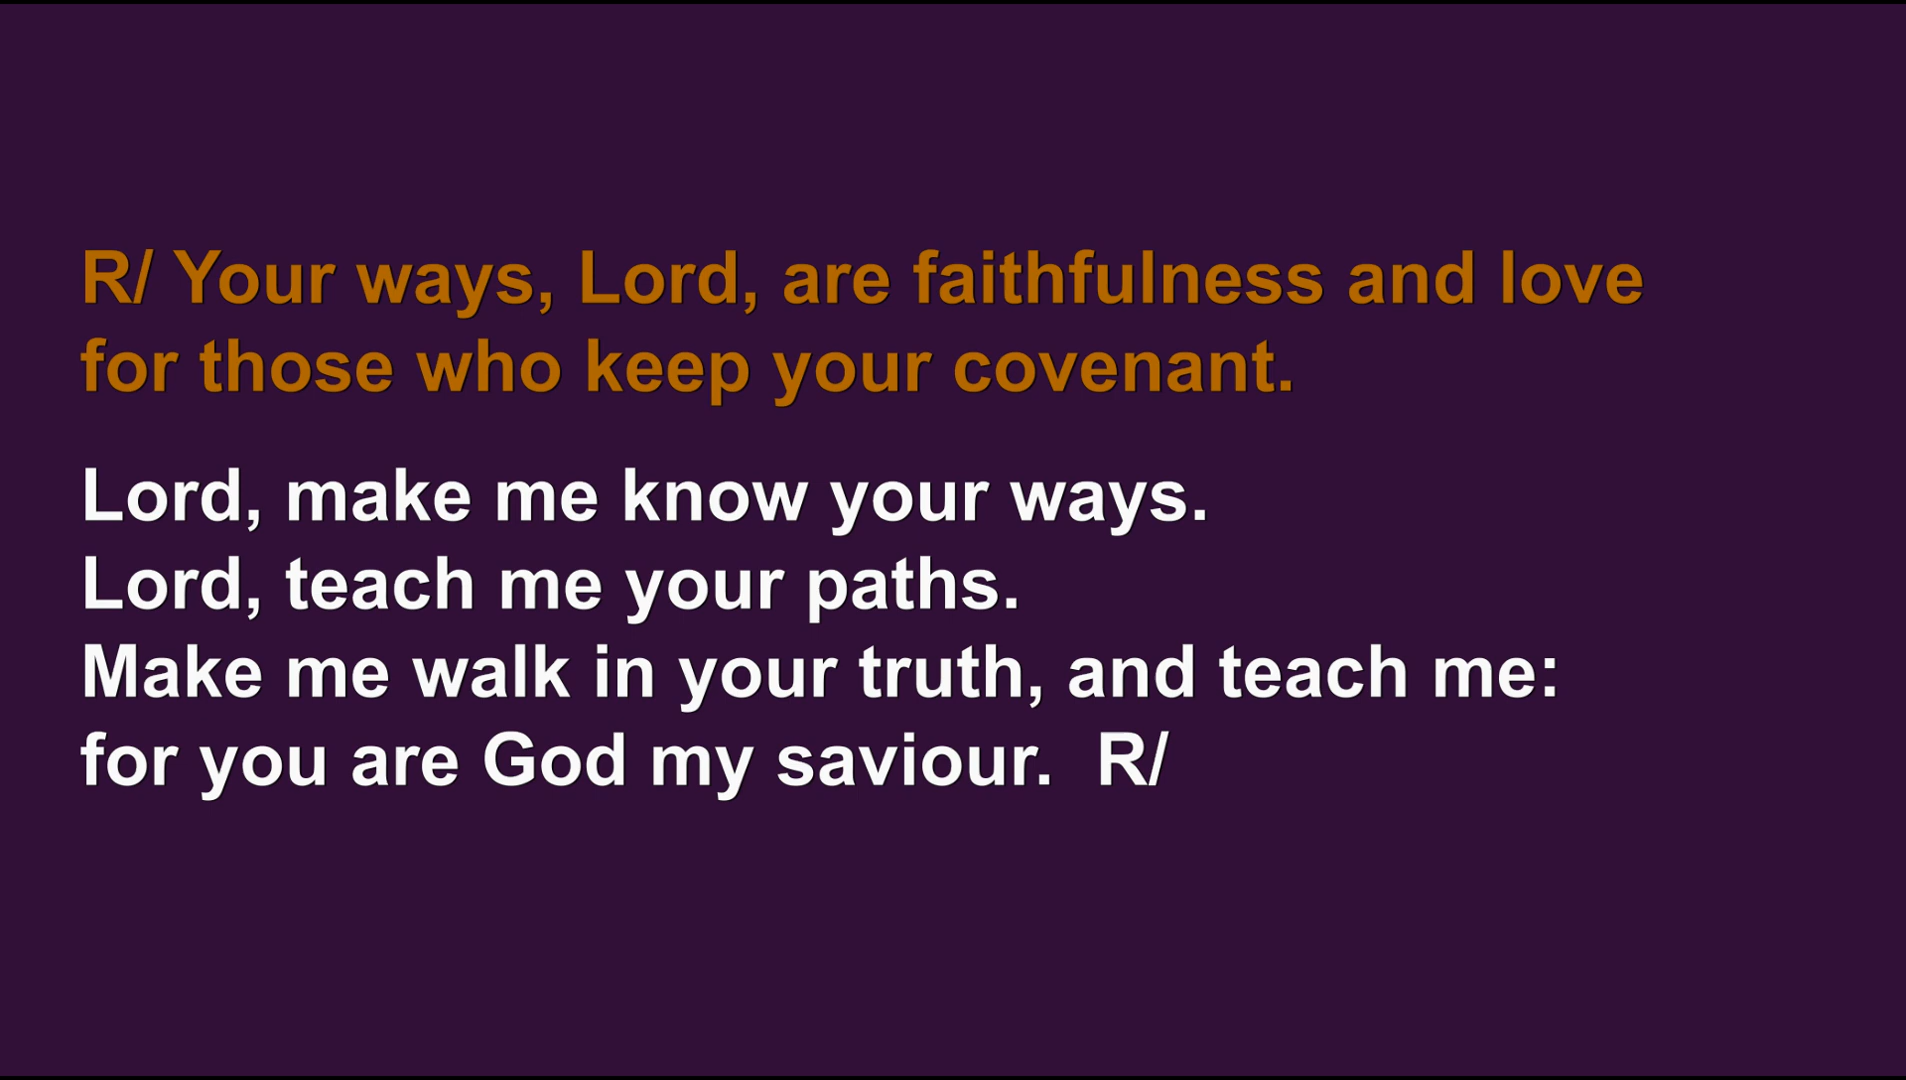 R/ Your ways, Lord, are faithfulness and love
for those who keep your covenant.
Lord, make me know your ways.
Lord, teach me your paths.
Make me walk in your truth, and teach me:
for you are God my saviour.  R/